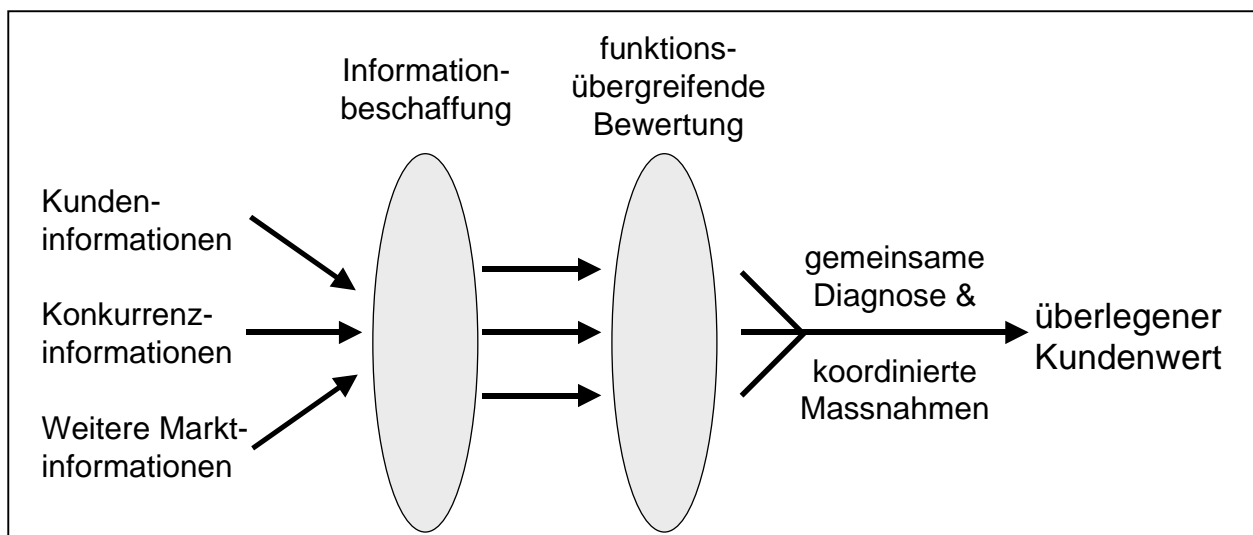 Information-
beschaffung
funktions-
übergreifende
Bewertung
Kunden-
informationen
Konkurrenz-
informationen
Weitere Markt-
informationen
gemeinsame
Diagnose &
koordinierte
Massnahmen
überlegener
Kundenwert